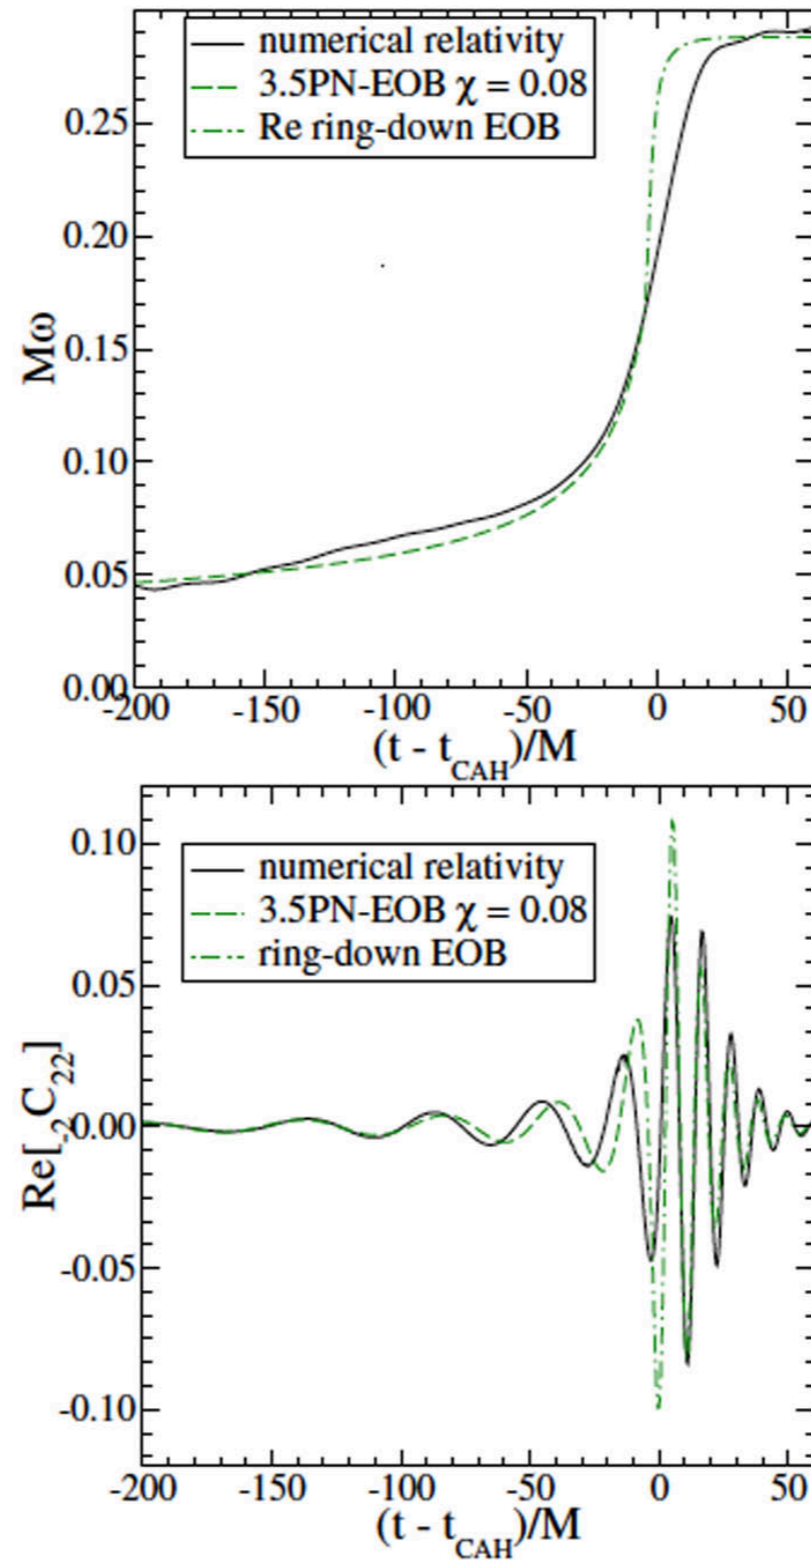 numerical relativity
3.5PN-EOB χ = 0.08
Re ring-down EOB
0.25
0.20
0.15
0.10
0.05
0.00
Mω
-200 -150 -100 -50 0 50
(t - t_CAH)/M
numerical relativity
3.5PN-EOB χ = 0.08
ring-down EOB
0.10
0.05
0.00
-0.05
-0.10
Re[_-2C_22]
-200 -150 -100 -50 0 50
(t - t_CAH)/M